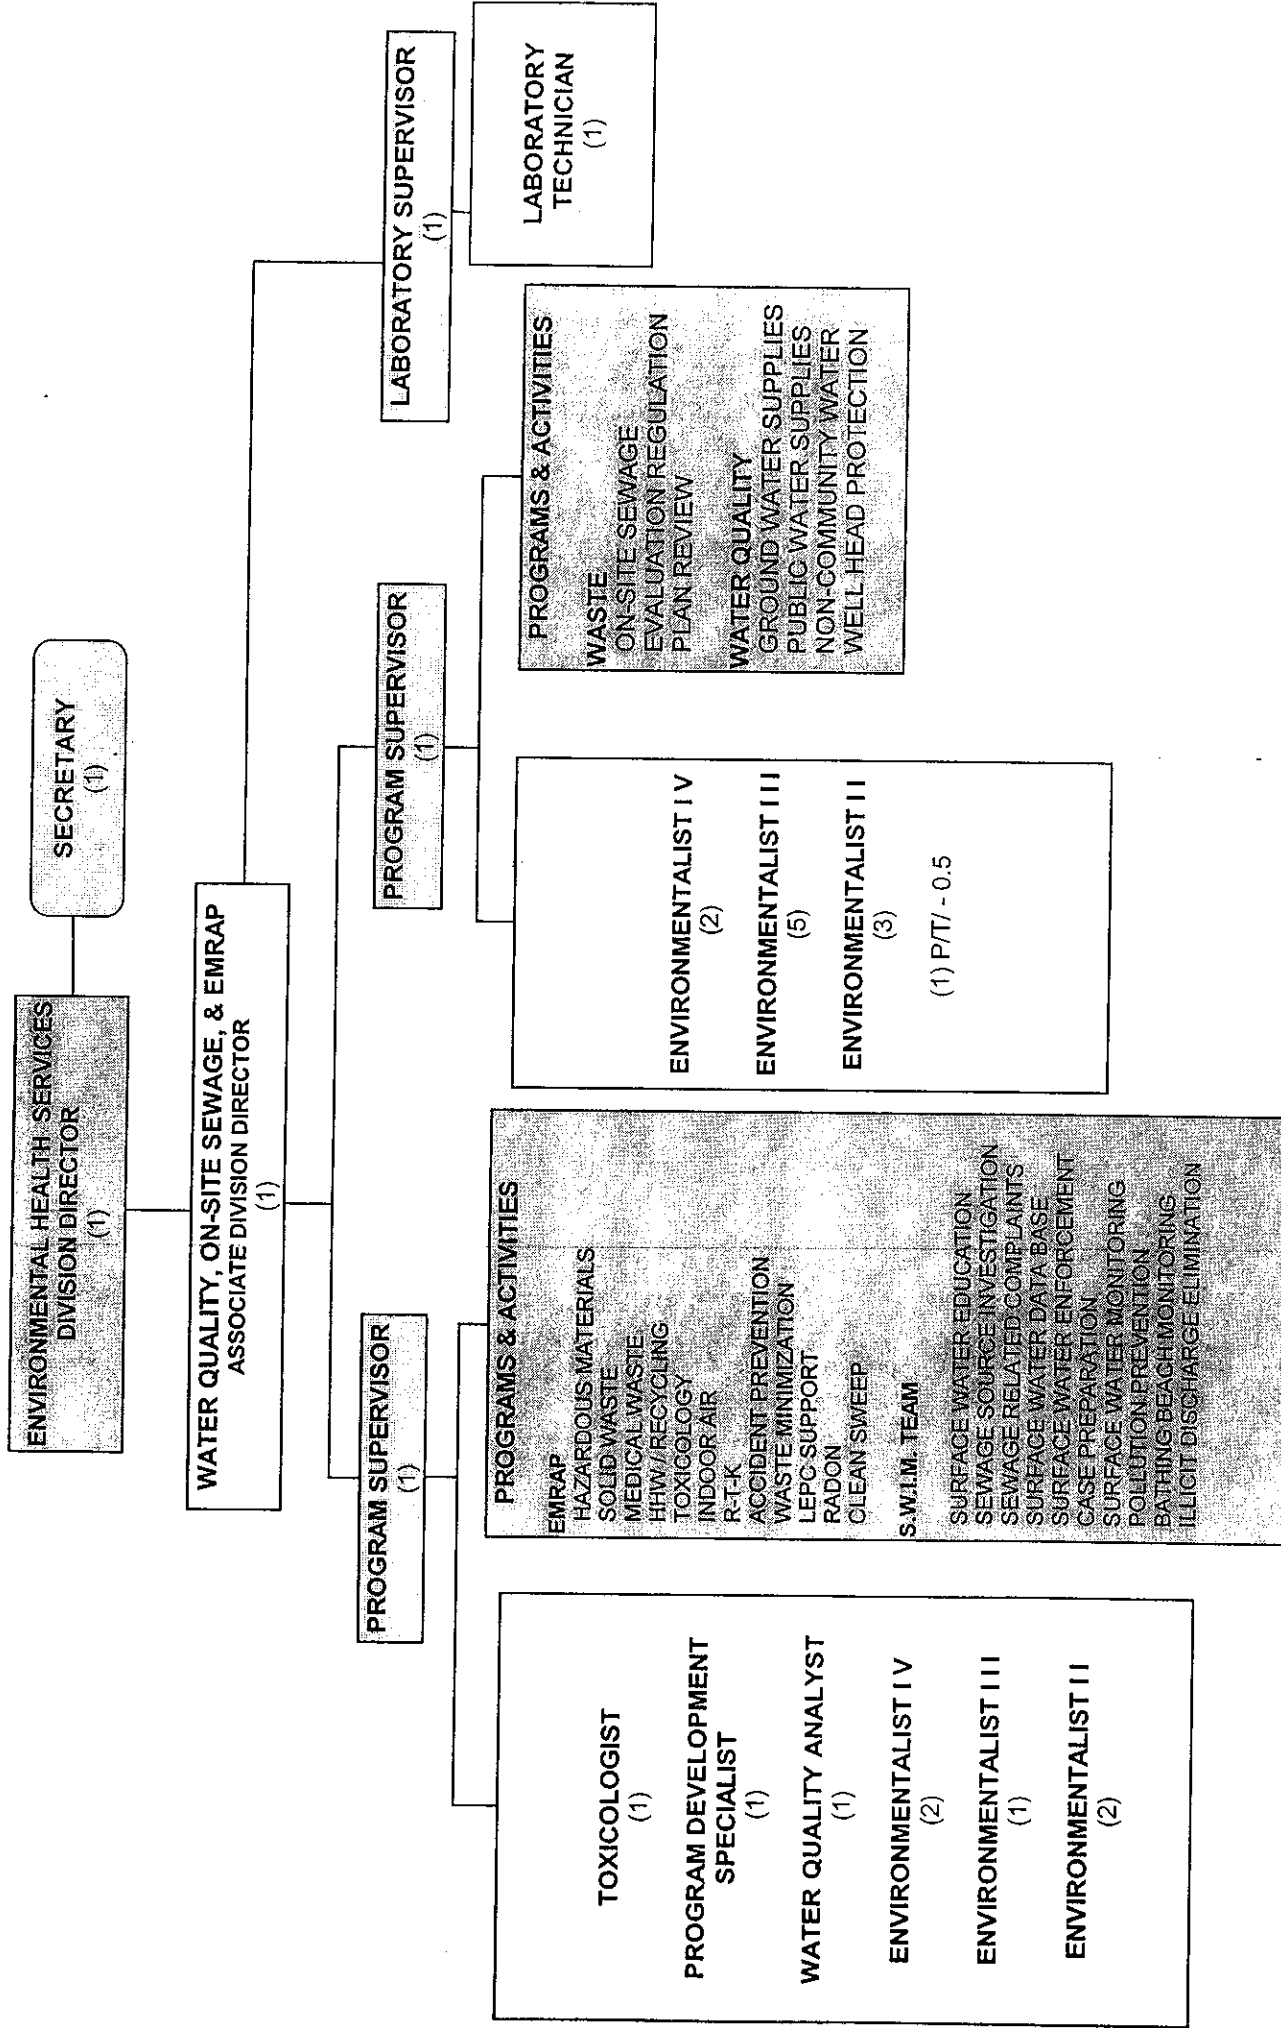 ENVIRONMENTAL HEALTH SERVICES
DIVISION DIRECTOR
(1)
SECRETARY
(1)
WATER QUALITY, ON-SITE SEWAGE, & EMRAP
ASSOCIATE DIVISION DIRECTOR
(1)
PROGRAM SUPERVISOR
(1)
PROGRAM SUPERVISOR
(1)
LABORATORY SUPERVISOR
(1)
TOXICOLOGIST
(1)
PROGRAM DEVELOPMENT
SPECIALIST
(1)
WATER QUALITY ANALYST
(1)
ENVIRONMENTALIST I V
(2)
ENVIRONMENTALIST I I I
(1)
ENVIRONMENTALIST I I
(2)
PROGRAMS & ACTIVITIES
EMRAP
HAZARDOUS MATERIALS
SOLID WASTE
MEDICAL WASTE
HHW / RECYCLING
TOXICOLOGY
INDOOR AIR
R-T-K
ACCIDENT PREVENTION
WASTE MINIMIZATION
LEPC SUPPORT
RADON
CLEAN SWEEP
S.W.I.M. TEAM
SURFACE WATER EDUCATION
SEWAGE SOURCE INVESTIGATION
SEWAGE RELATED COMPLAINTS
SURFACE WATER DATA BASE
SURFACE WATER ENFORCEMENT
CASE PREPARATION
SURFACE WATER MONITORING
POLLUTION PREVENTION
BATHING BEACH MONITORING
ILLICIT DISCHARGE ELIMINATION
ENVIRONMENTALIST I V
(2)
ENVIRONMENTALIST I I I
(5)
ENVIRONMENTALIST I I
(3)
(1) P/T/ - 0.5
PROGRAMS & ACTIVITIES
WASTE
ON-SITE SEWAGE
EVALUATION REGULATION
PLAN REVIEW
WATER QUALITY
GROUND WATER SUPPLIES
PUBLIC WATER SUPPLIES
NON-COMMUNITY WATER
WELL HEAD PROTECTION
LABORATORY
TECHNICIAN
(1)